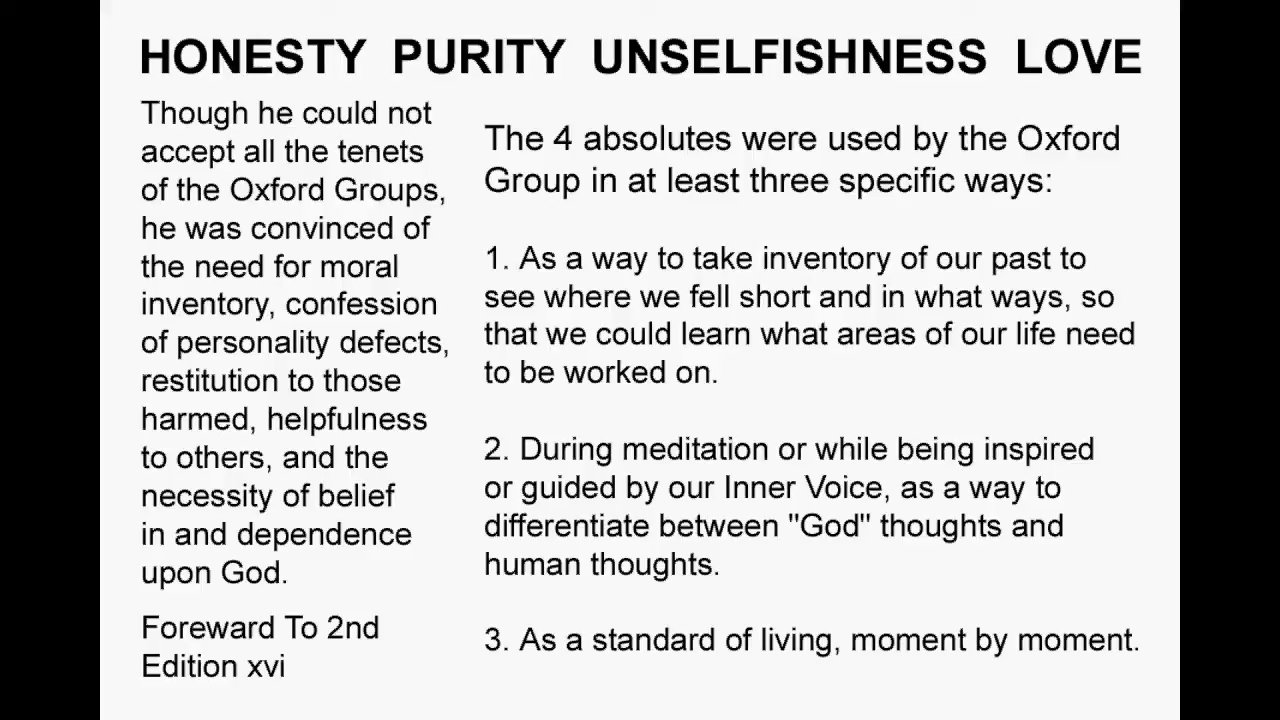 HONESTY PURITY UNSELFISHNESS LOVE
Though he could not
accept all the tenets
of the Oxford Groups,
he was convinced of
the need for moral
inventory, confession
of personality defects,
restitution to those
harmed, helpfulness
to others, and the
necessity of belief
in and dependence
upon God.
Foreward To 2nd
Edition xvi
The 4 absolutes were used by the Oxford
Group in at least three specific ways:
1. As a way to take inventory of our past to
see where we fell short and in what ways, so
that we could learn what areas of our life need
to be worked on.
2. During meditation or while being inspired
or guided by our Inner Voice, as a way to
differentiate between "God" thoughts and
human thoughts.
3. As a standard of living, moment by moment.